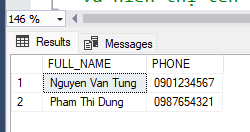 146 %
Results Messages
FULL_NAME PHONE
1 Nguyen Van Tung 0901234567
2 Pham Thi Dung 0987654321